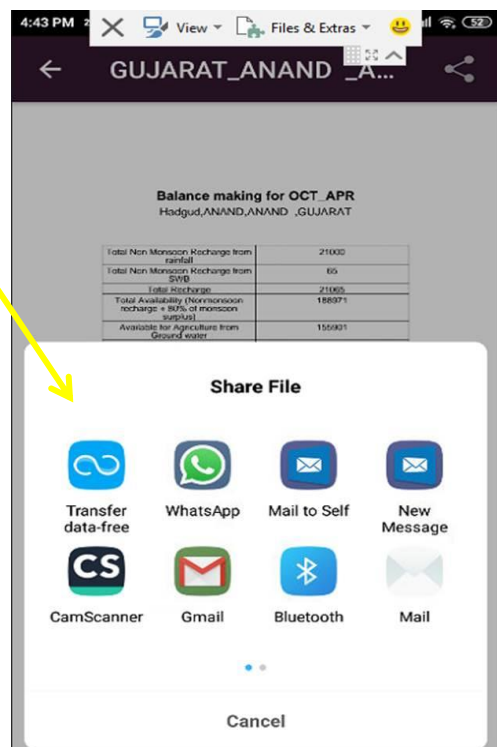 4:43 PM
View
Files & Extras
52
GUJARAT_ANAND _A...
Balance making for OCT_APR
Hadgud,ANAND,ANAND ,GUJARAT
Total Non Monsoon Recharge from rainfall 21000
Total Non Monsoon Recharge from SWB 65
Total Recharge 21065
Total Availability (Nonmonsoon recharge + 80% of monsoon surplus) 188971
Available for Agriculture from Ground water 155901
Share File
Transfer data-free
WhatsApp
Mail to Self
New Message
CS
CamScanner
Gmail
Bluetooth
Mail
Cancel